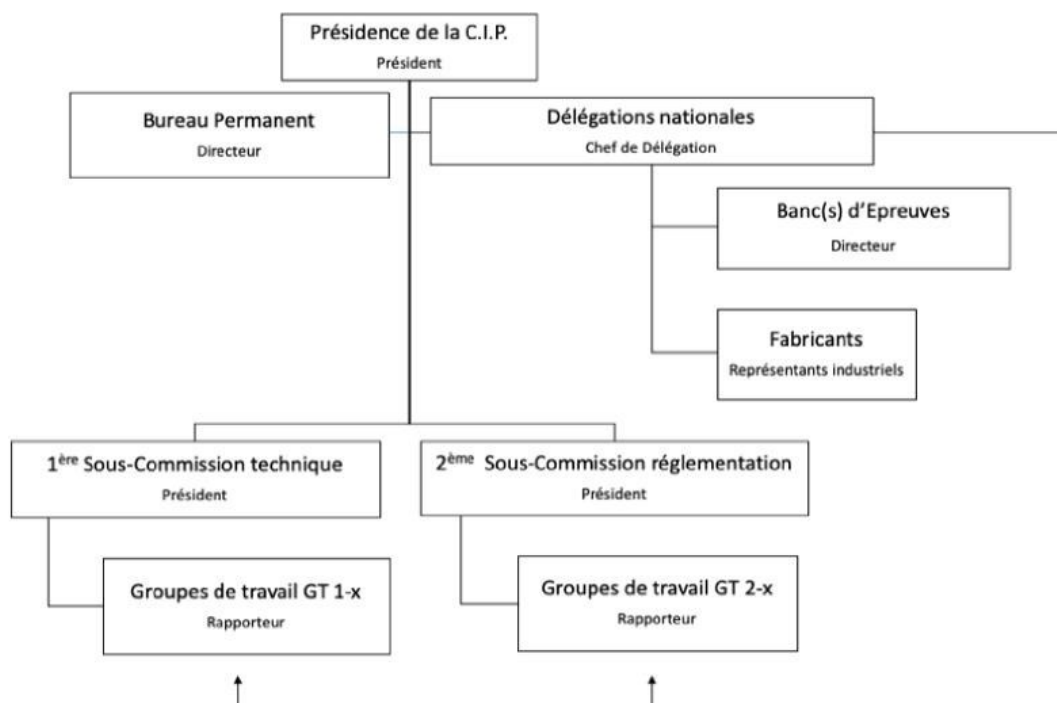 Présidence de la C.I.P.
Président
Bureau Permanent
Directeur
Délégations nationales
Chef de Délégation
Banc(s) d'Epreuves
Directeur
Fabricants
Représentants industriels
1ère Sous-Commission technique
Président
2ème Sous-Commission réglementation
Président
Groupes de travail GT 1-x
Rapporteur
Groupes de travail GT 2-x
Rapporteur